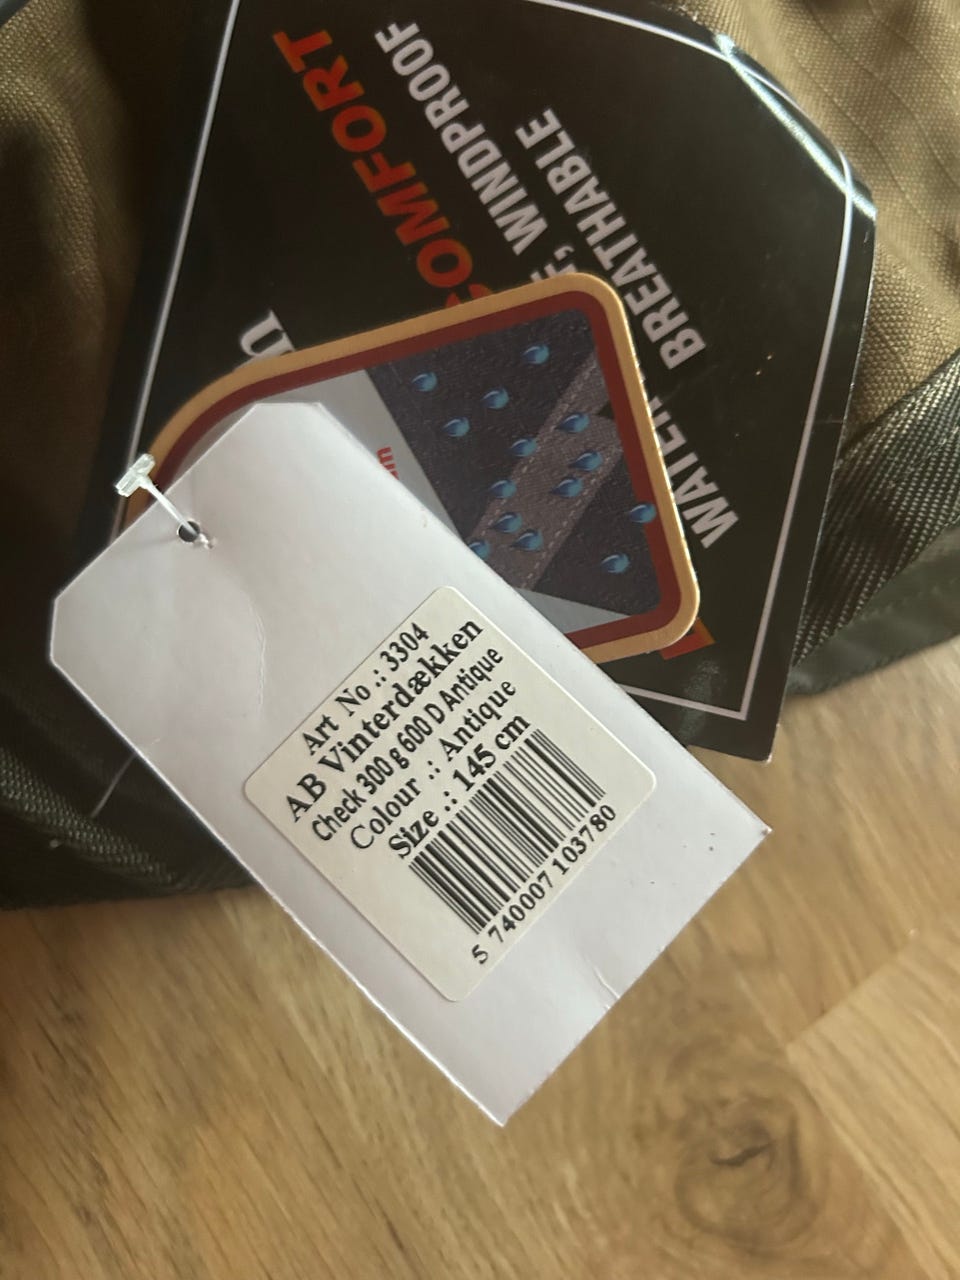 COMFORT
WINDPROOF
BREATHABLE
Art No .: 3304
AB Vinterdækken
Check 300 g 600 D Antique
Colour .: Antique
Size .: 145 cm
5 740007 103780